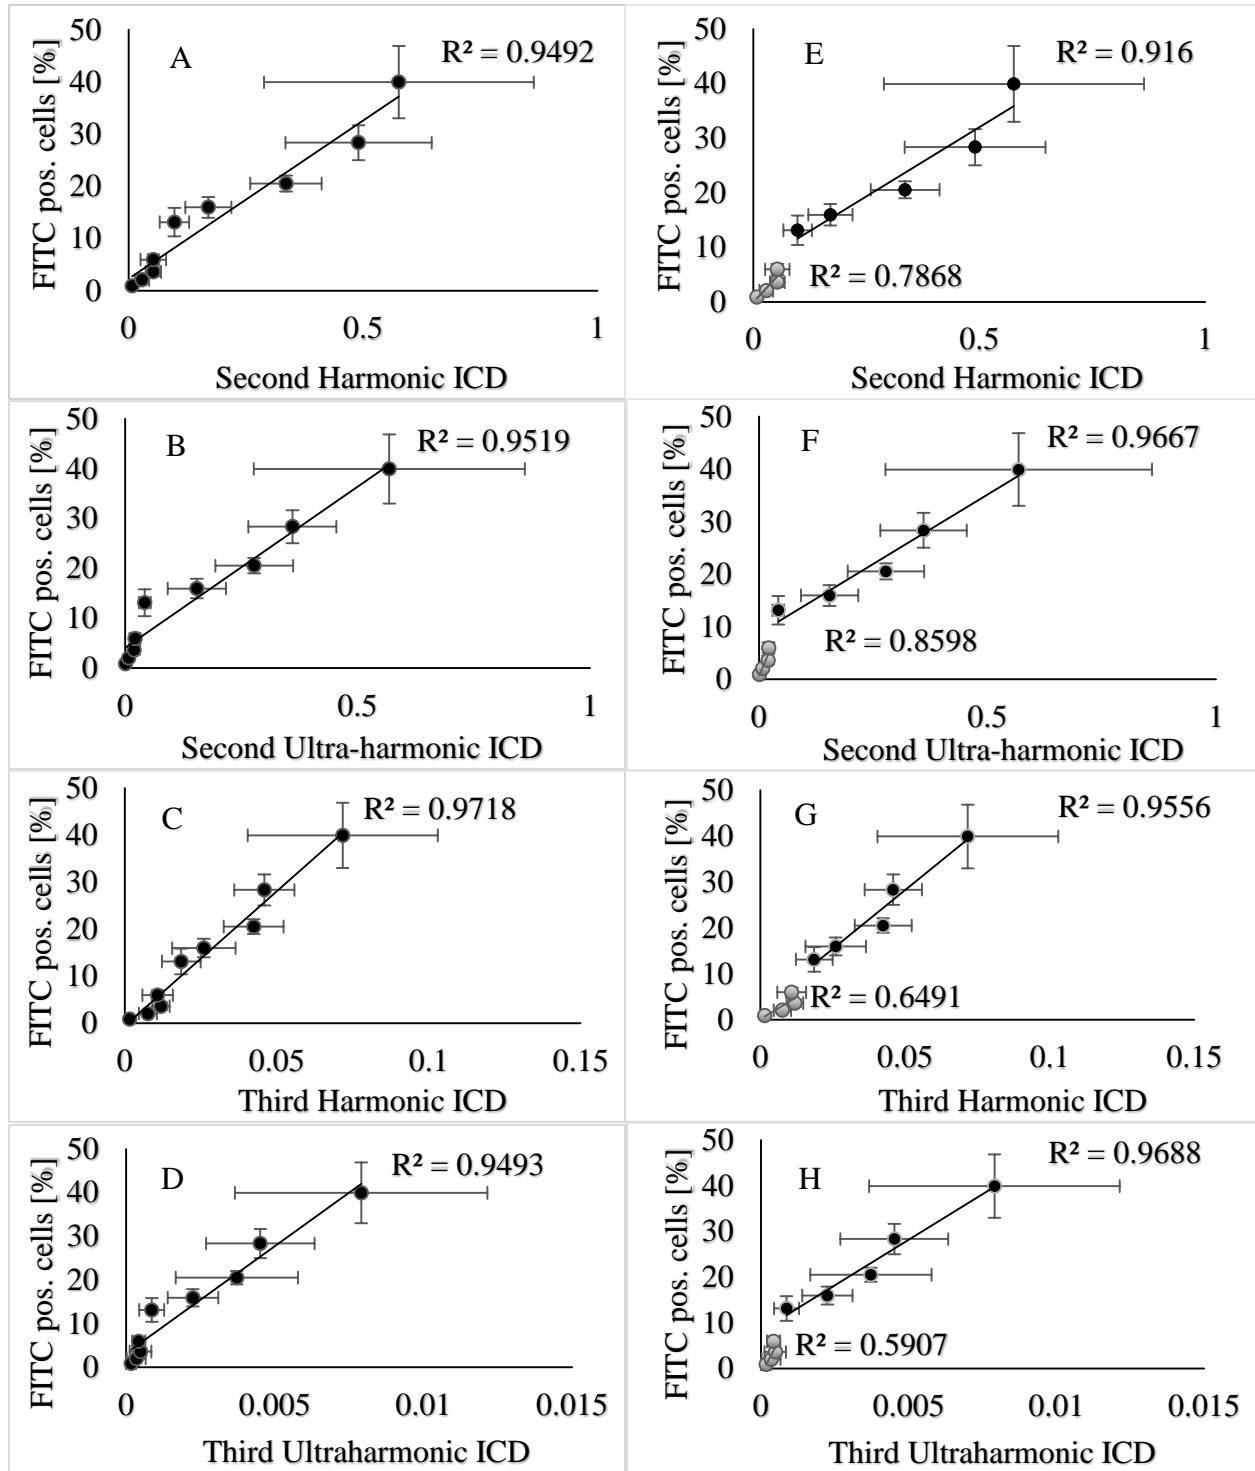 A
R² = 0.9492
FITC pos. cells [%]
50
40
30
20
10
0
0 0.5 1
Second Harmonic ICD
E
R² = 0.916
R² = 0.7868
FITC pos. cells [%]
50
40
30
20
10
0
0 0.5 1
Second Harmonic ICD
B
R² = 0.9519
FITC pos. cells [%]
50
40
30
20
10
0
0 0.5 1
Second Ultra-harmonic ICD
F
R² = 0.9667
R² = 0.8598
FITC pos. cells [%]
50
40
30
20
10
0
0 0.5 1
Second Ultra-harmonic ICD
C
R² = 0.9718
FITC pos. cells [%]
50
40
30
20
10
0
0 0.05 0.1 0.15
Third Harmonic ICD
G
R² = 0.9556
R² = 0.6491
FITC pos. cells [%]
50
40
30
20
10
0
0 0.05 0.1 0.15
Third Harmonic ICD
D
R² = 0.9493
FITC pos. cells [%]
50
40
30
20
10
0
0 0.005 0.01 0.015
Third Ultraharmonic ICD
H
R² = 0.9688
R² = 0.5907
FITC pos. cells [%]
50
40
30
20
10
0
0 0.005 0.01 0.015
Third Ultraharmonic ICD